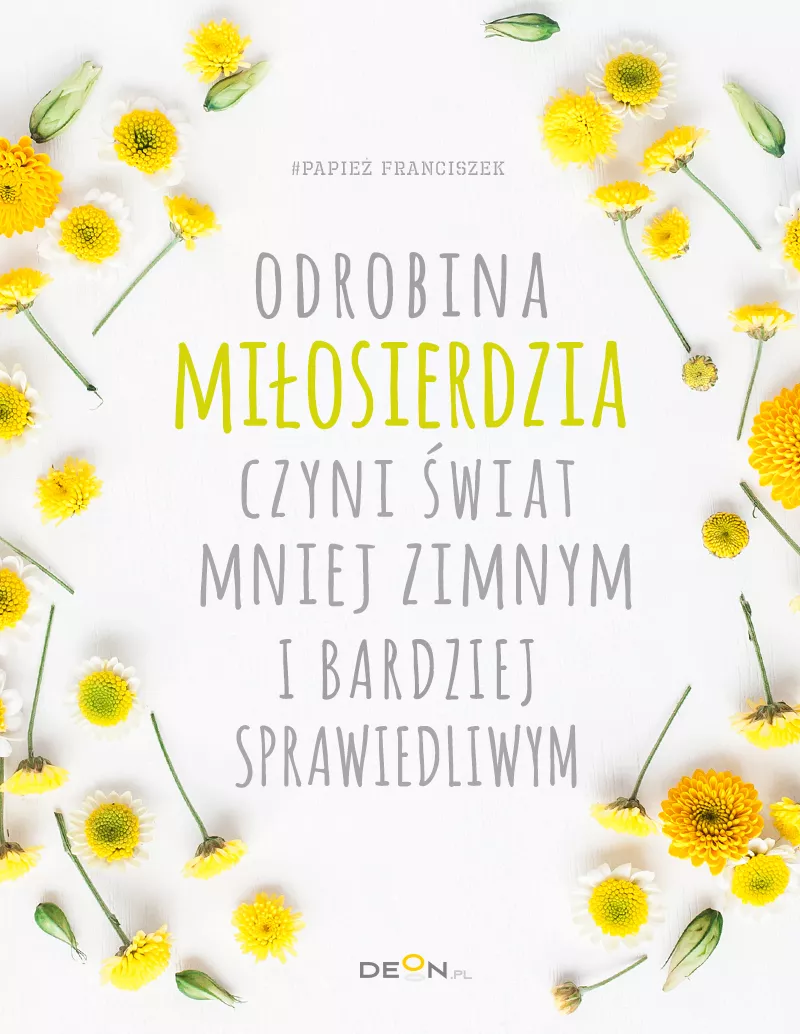 #PAPIEŻ FRANCISZEK
ODROBINA
MIŁOSIERDZIA
CZYNI ŚWIAT
MNIEJ ZIMNYM
I BARDZIEJ
SPRAWIEDLIWYM
DEON.PL